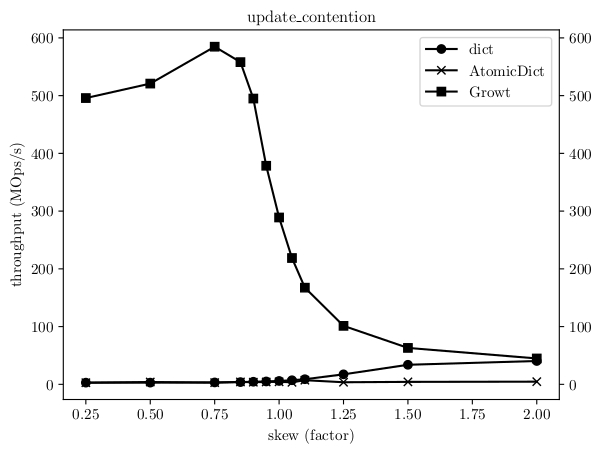 update_contention
600
500
400
300
200
100
0
throughput (MOps/s)
dict
AtomicDict
Growt
600
500
400
300
200
100
0
0.25 0.50 0.75 1.00 1.25 1.50 1.75 2.00
skew (factor)